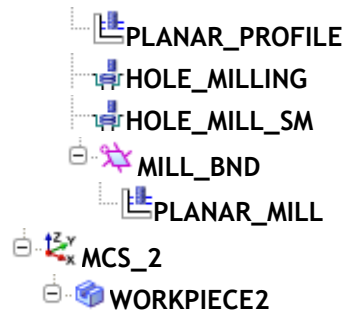 PLANAR_PROFILE
HOLE_MILLING
HOLE_MILL_SM
MILL_BND
PLANAR_MILL
MCS_2
WORKPIECE2